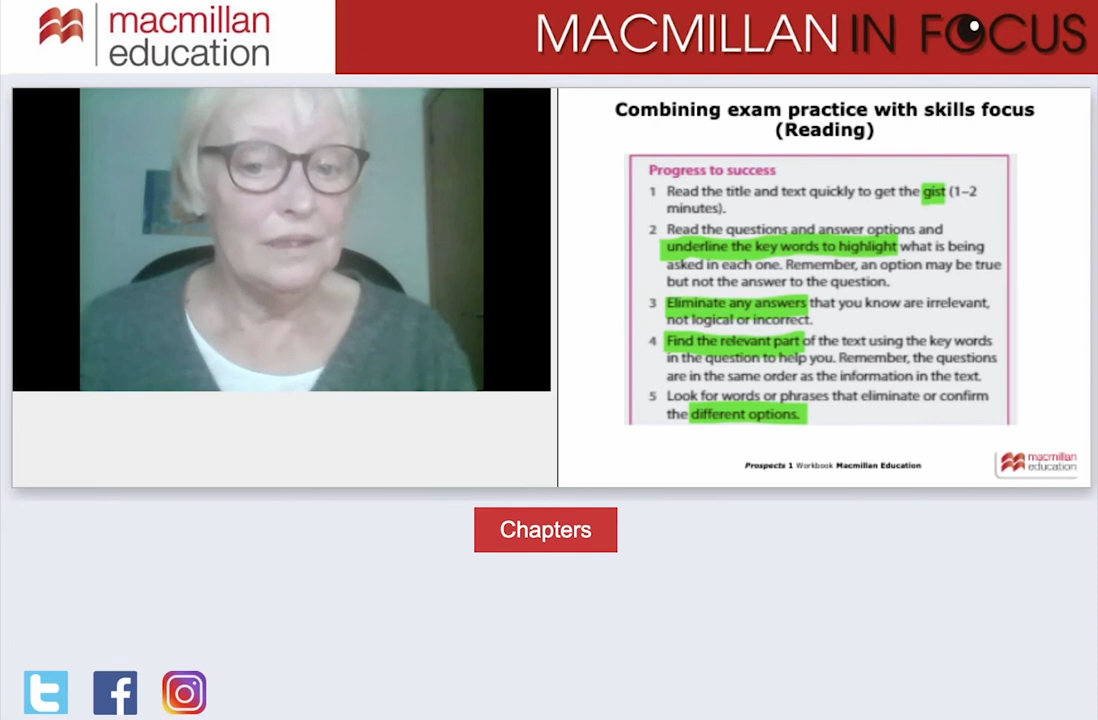 macmillan
education
MACMILLAN IN FOCUS
Combining exam practice with skills focus
(Reading)
Progress to success
1 Read the title and text quickly to get the gist (1–2
minutes).
2 Read the questions and answer options and
underline the key words to highlight what is being
asked in each one. Remember, an option may be true
but not the answer to the question.
3 Eliminate any answers that you know are irrelevant,
not logical or incorrect.
4 Find the relevant part of the text using the key words
in the question to help you. Remember, the questions
are in the same order as the information in the text.
5 Look for words or phrases that eliminate or confirm
the different options.
Prospects 1 Workbook Macmillan Education
macmillan
education
Chapters